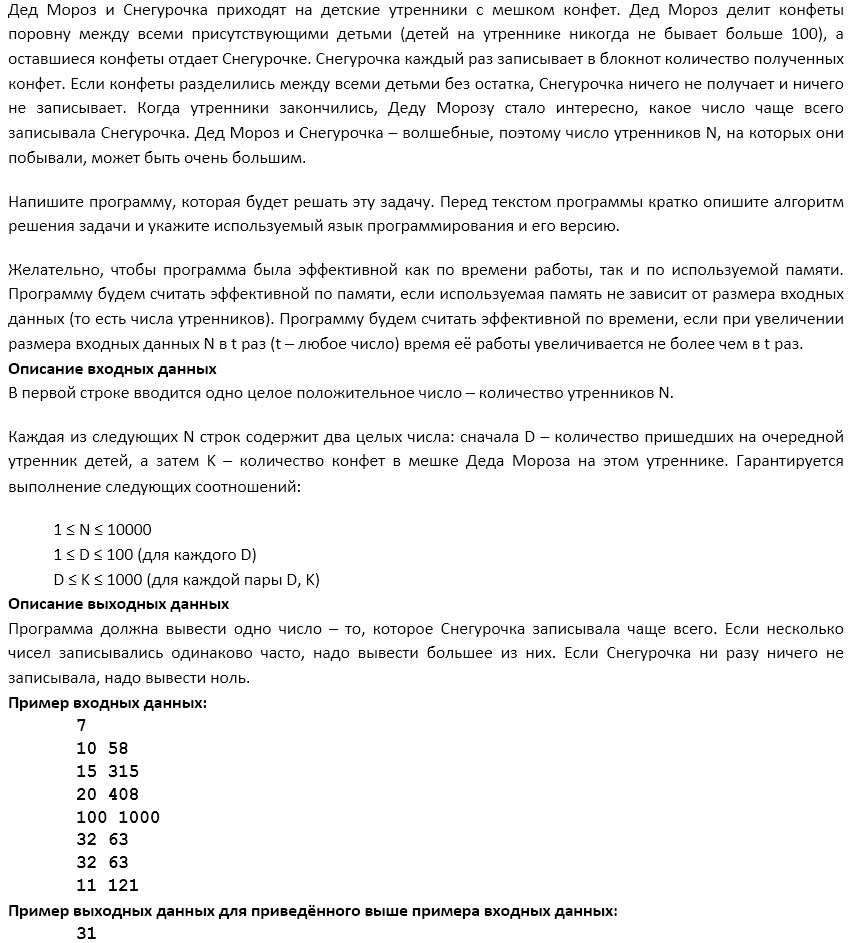 Дед Мороз и Снегурочка приходят на детские утренники с мешком конфет. Дед Мороз делит конфеты
поровну между всеми присутствующими детьми (детей на утреннике никогда не бывает больше 100), а
оставшиеся конфеты отдает Снегурочке. Снегурочка каждый раз записывает в блокнот количество полученных
конфет. Если конфеты разделились между всеми детьми без остатка, Снегурочка ничего не получает и ничего
не записывает. Когда утренники закончились, Деду Морозу стало интересно, какое число чаще всего
записывала Снегурочка. Дед Мороз и Снегурочка – волшебные, поэтому число утренников N, на которых они
побывали, может быть очень большим.
Напишите программу, которая будет решать эту задачу. Перед текстом программы кратко опишите алгоритм
решения задачи и укажите используемый язык программирования и его версию.
Желательно, чтобы программа была эффективной как по времени работы, так и по используемой памяти.
Программу будем считать эффективной по памяти, если используемая память не зависит от размера входных
данных (то есть числа утренников). Программу будем считать эффективной по времени, если при увеличении
размера входных данных N в t раз (t – любое число) время её работы увеличивается не более чем в t раз.
Описание входных данных
В первой строке вводится одно целое положительное число – количество утренников N.
Каждая из следующих N строк содержит два целых числа: сначала D – количество пришедших на очередной
утренник детей, а затем K – количество конфет в мешке Деда Мороза на этом утреннике. Гарантируется
выполнение следующих соотношений:
1 ≤ N ≤ 10000
1 ≤ D ≤ 100 (для каждого D)
D ≤ K ≤ 1000 (для каждой пары D, K)
Описание выходных данных
Программа должна вывести одно число – то, которое Снегурочка записывала чаще всего. Если несколько
чисел записывались одинаково часто, надо вывести большее из них. Если Снегурочка ни разу ничего не
записывала, надо вывести ноль.
Пример входных данных:
7
10 58
15 315
20 408
100 1000
32 63
32 63
11 121
Пример выходных данных для приведённого выше примера входных данных:
31